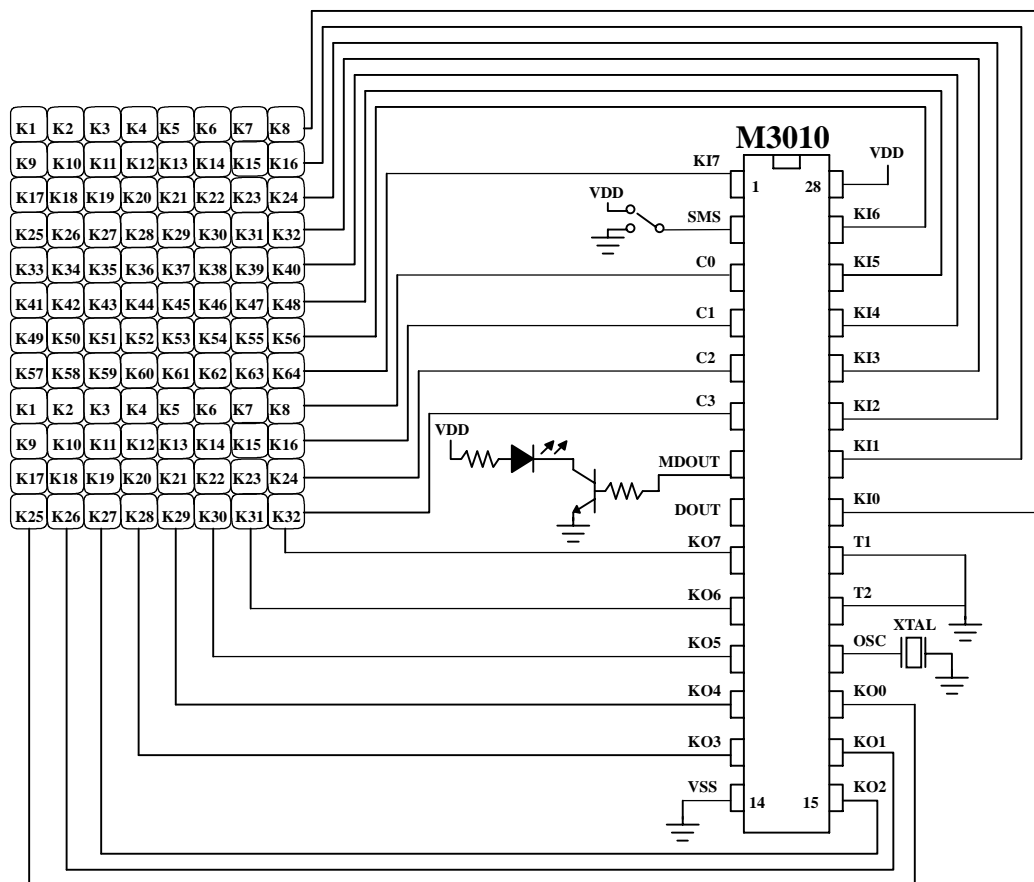 K1 K2 K3 K4 K5 K6 K7 K8
K9 K10 K11 K12 K13 K14 K15 K16
K17 K18 K19 K20 K21 K22 K23 K24
K25 K26 K27 K28 K29 K30 K31 K32
K33 K34 K35 K36 K37 K38 K39 K40
K41 K42 K43 K44 K45 K46 K47 K48
K49 K50 K51 K52 K53 K54 K55 K56
K57 K58 K59 K60 K61 K62 K63 K64
K1 K2 K3 K4 K5 K6 K7 K8
K9 K10 K11 K12 K13 K14 K15 K16
K17 K18 K19 K20 K21 K22 K23 K24
K25 K26 K27 K28 K29 K30 K31 K32
M3010
KI7
VDD
1 28
VDD
SMS
KI6
C0
KI5
C1
KI4
C2
KI3
C3
KI2
VDD
MDOUT
KI1
DOUT
KI0
KO7
T1
KO6
T2
XTAL
KO5
OSC
KO4
KO0
KO3
KO1
VSS
KO2
14 15